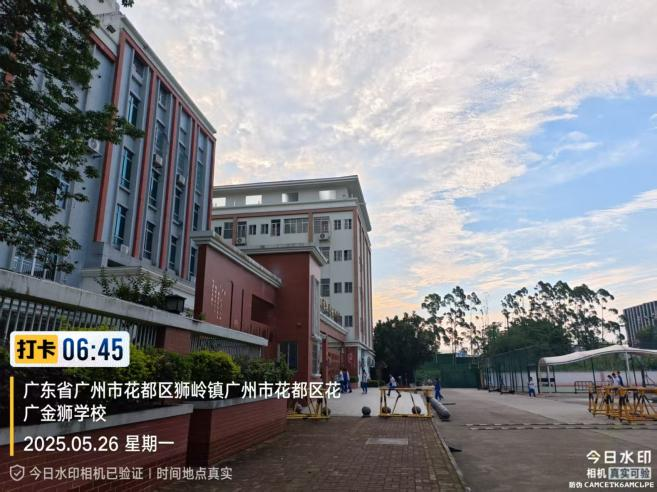 打卡 06:45
广东省广州市花都区狮岭镇广州市花都区花
广金狮学校
2025.05.26 星期一
今日水印相机已验证 | 时间地点真实
今日水印
相机 真实可验
防伪 CAMCETK6AMCLPE